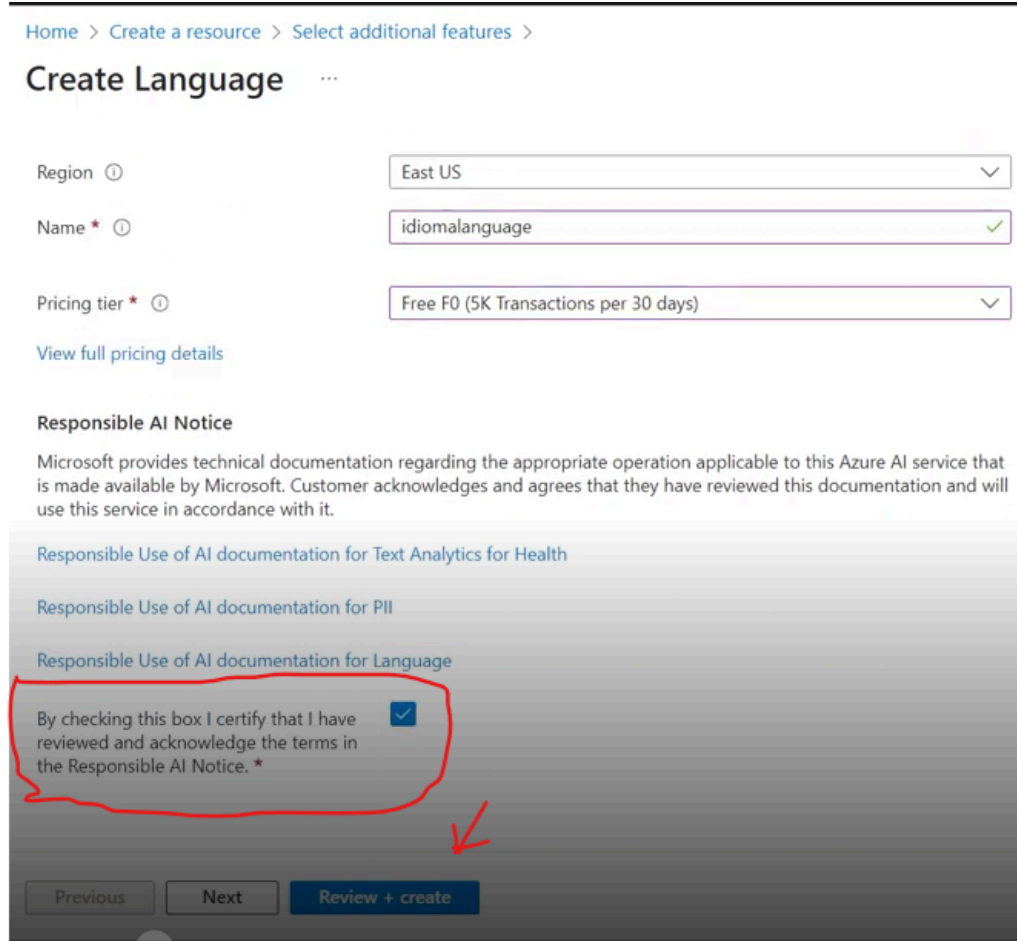 Home > Create a resource > Select additional features >
Create Language ...
Region
East US
Name *
idiomalanguage
Pricing tier *
Free F0 (5K Transactions per 30 days)
View full pricing details
Responsible AI Notice
Microsoft provides technical documentation regarding the appropriate operation applicable to this Azure AI service that
is made available by Microsoft. Customer acknowledges and agrees that they have reviewed this documentation and will
use this service in accordance with it.
Responsible Use of AI documentation for Text Analytics for Health
Responsible Use of AI documentation for PII
Responsible Use of AI documentation for Language
By checking this box I certify that I have
reviewed and acknowledge the terms in
the Responsible AI Notice. *
Previous
Next
Review + create